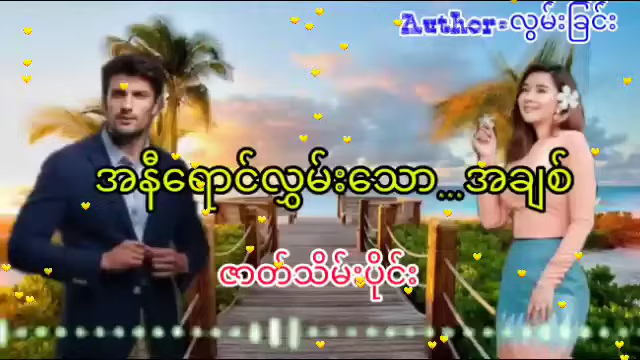 Author-လွမ်းခြင်း
အနီရောင်လွှမ်းသော...အချစ်
ဇာတ်သိမ်းပိုင်း